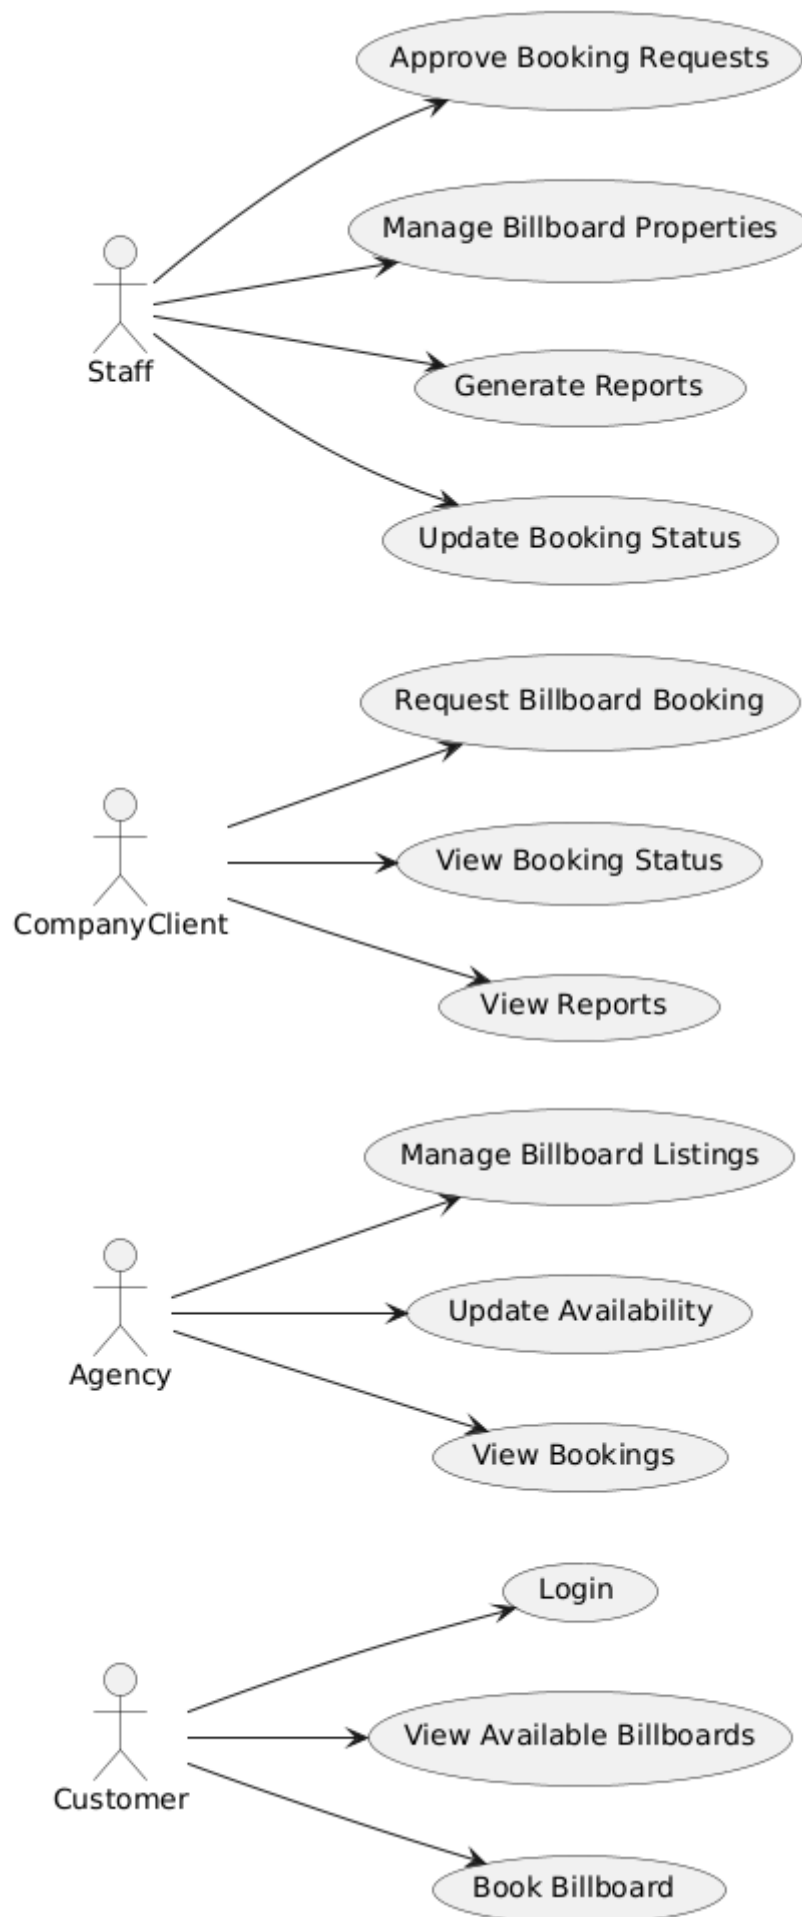 Approve Booking Requests
Manage Billboard Properties
Staff
Generate Reports
Update Booking Status
Request Billboard Booking
View Booking Status
CompanyClient
View Reports
Manage Billboard Listings
Update Availability
Agency
View Bookings
Login
View Available Billboards
Customer
Book Billboard